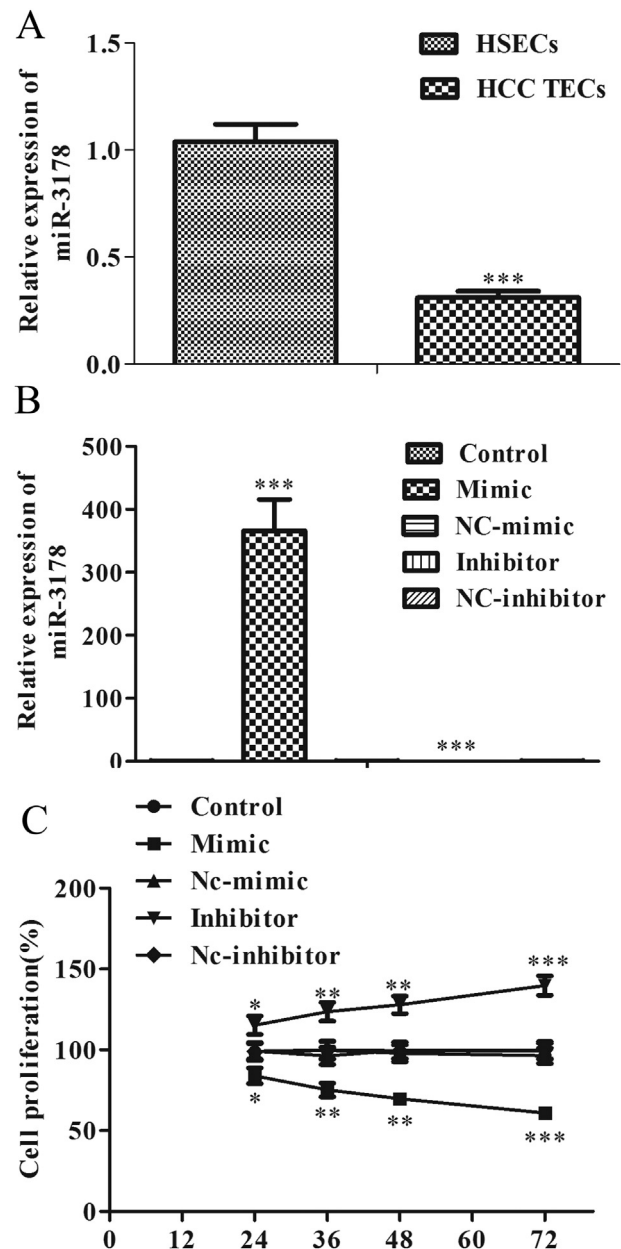 A
Relative expression of
miR-3178
1.5
1.0
0.5
0.0
HSECs
HCC TECs
***
B
Relative expression of
miR-3178
500
400
300
200
100
0
Control
Mimic
NC-mimic
Inhibitor
NC-inhibitor
***
***
C
Control
Mimic
Nc-mimic
Inhibitor
Nc-inhibitor
Cell proliferation(%)
200
150
100
50
0
* ** ** ***
* ** ** ***
0 12 24 36 48 60 72